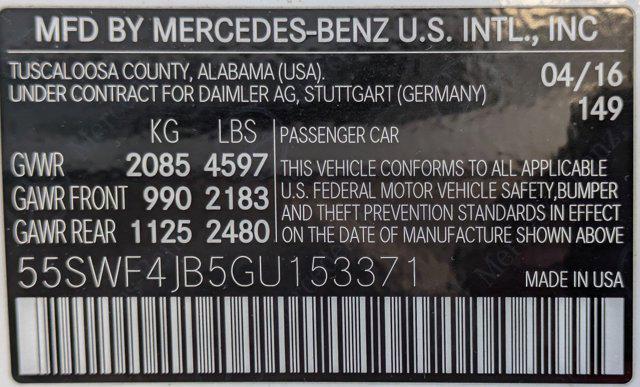 MFD BY MERCEDES-BENZ U.S. INTL., INC
TUSCALOOSA COUNTY, ALABAMA (USA).
UNDER CONTRACT FOR DAIMLER AG, STUTTGART (GERMANY)
04/16
149
KG LBS
GVWR 2085 4597
GAWR FRONT 990 2183
GAWR REAR 1125 2480
PASSENGER CAR
THIS VEHICLE CONFORMS TO ALL APPLICABLE
U.S. FEDERAL MOTOR VEHICLE SAFETY,BUMPER
AND THEFT PREVENTION STANDARDS IN EFFECT
ON THE DATE OF MANUFACTURE SHOWN ABOVE
55SWF4JB5GU153371
MADE IN USA